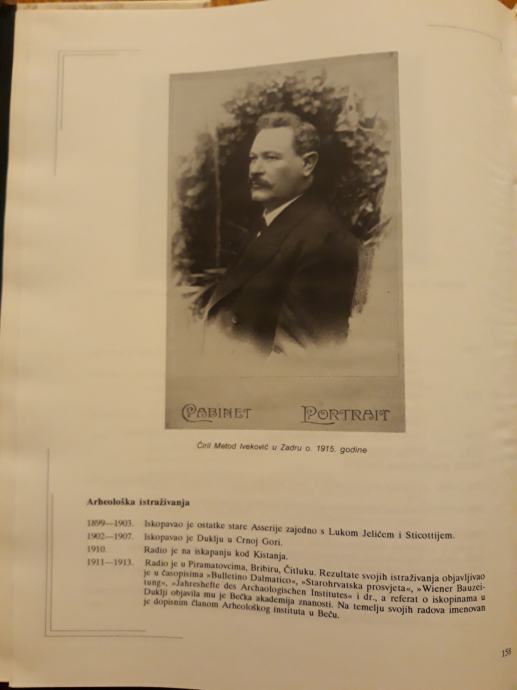 CABINET PORTRAIT
Ćiril Metod Iveković u Zadru o. 1915. godine
Arheološka istraživanja
1899—1903. Iskopavao je ostatke stare Asserije zajedno s Lukom Jelićem i Sticottijem.
1902—1907. Iskopavao je Duklju u Crnoj Gori.
1910. Radio je na iskapanju kod Kistanja.
1911—1913. Radio je u Piramatovcima, Bribiru, Čitluku. Rezultate svojih istraživanja objavljivao
je u časopisima »Bulletino Dalmatico«, »Starohrvatska prosvjeta«, »Wiener Bauzei-
tung«, »Jahreshefte des Archaologischen Institutes« i dr., a referat o iskopinama u
Duklji objavila mu je Bečka akademija znanosti. Na temelju svojih radova imenovan
je dopisnim članom Arheološkog instituta u Beču.